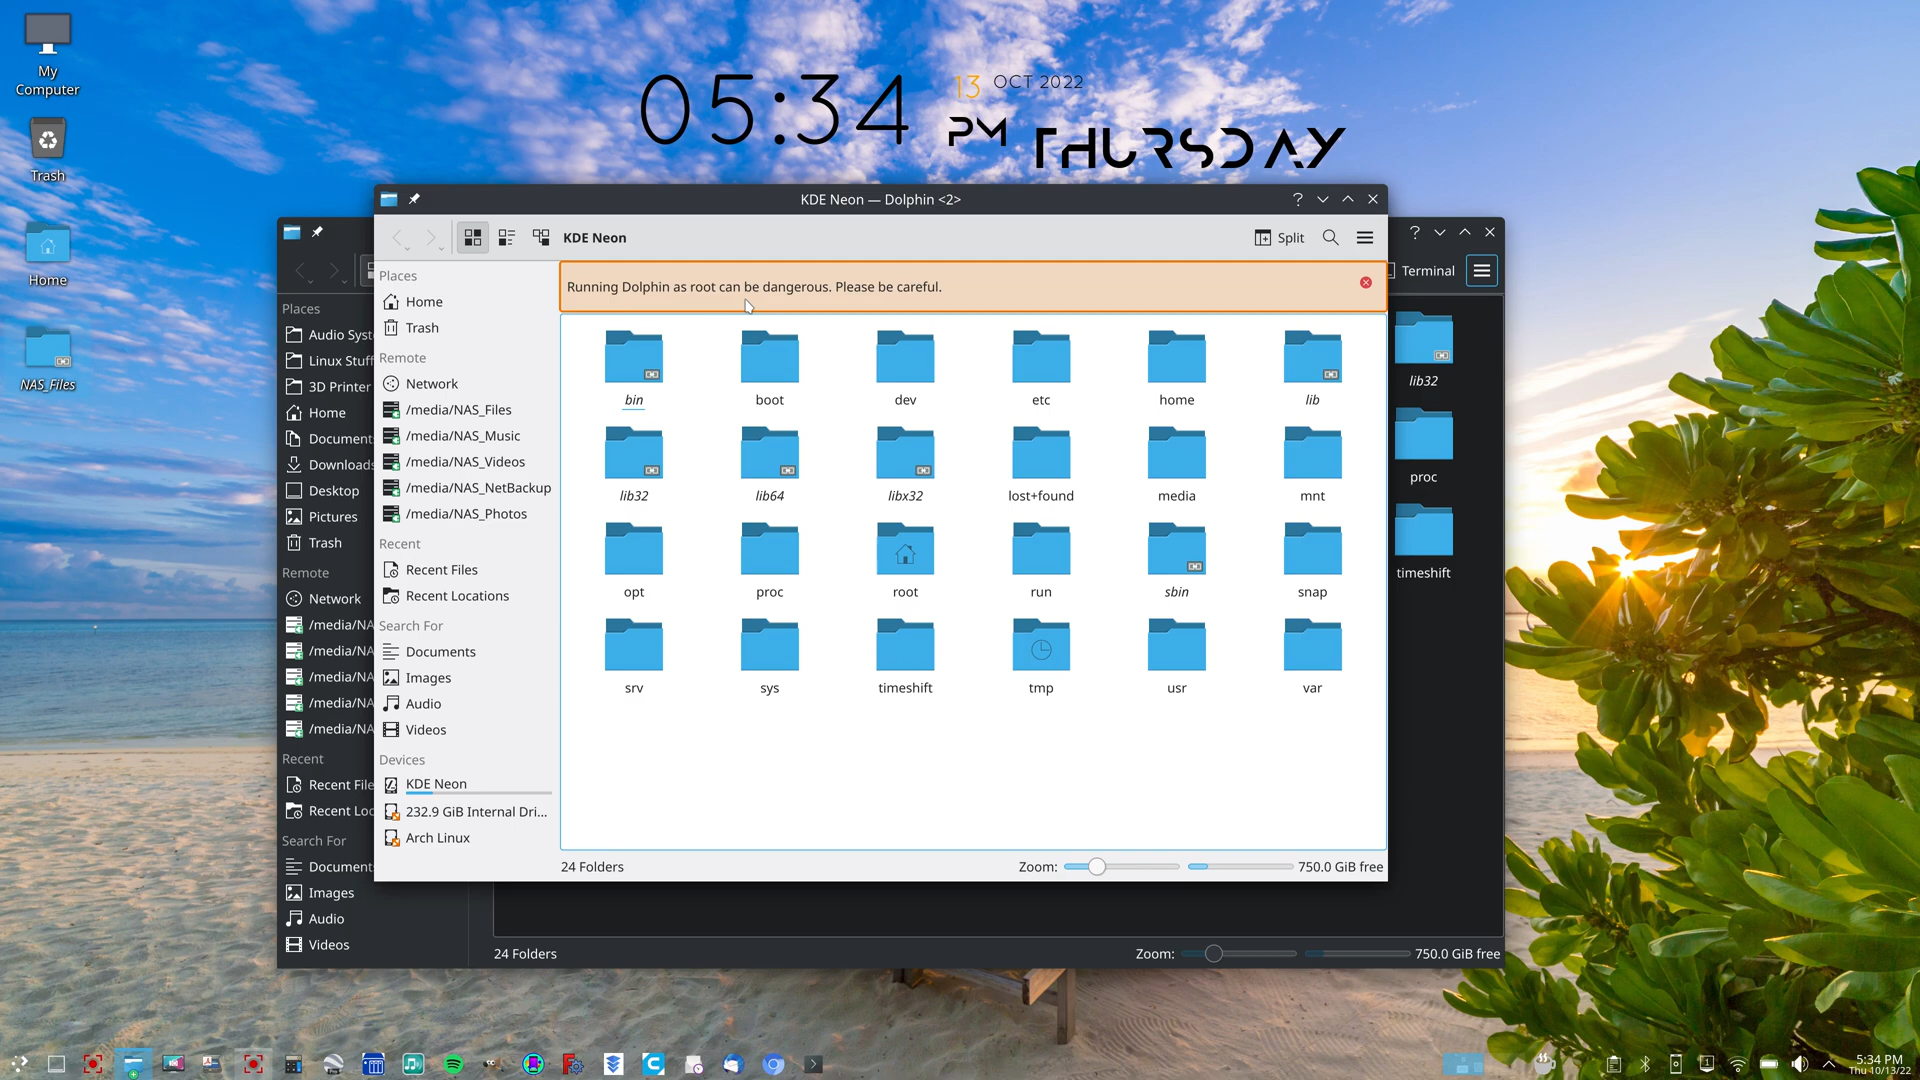 My
Computer
Trash
Home
NAS_Files
05:34
13 OCT 2022
PM THURSDAY
KDE Neon — Dolphin <2>
KDE Neon
Split
Places
Home
Trash
Remote
Network
/media/NAS_Files
/media/NAS_Music
/media/NAS_Videos
/media/NAS_NetBackup
/media/NAS_Photos
Recent
Recent Files
Recent Locations
Search For
Documents
Images
Audio
Videos
Devices
KDE Neon
232.9 GiB Internal Dri...
Arch Linux
Running Dolphin as root can be dangerous. Please be careful.
bin boot dev etc home lib
lib32 lib64 libx32 lost+found media mnt
opt proc root run sbin snap
srv sys timeshift tmp usr var
24 Folders
Zoom:
750.0 GiB free
Terminal
Places
Audio Syst
Linux Stuff
3D Printer
Home
Document
Downloads
Desktop
Pictures
Trash
Remote
Network
/media/NA
/media/NA
/media/NA
/media/NA
/media/NA
Recent
Recent File
Recent Loc
Search For
Document
Images
Audio
Videos
lib32
proc
timeshift
24 Folders
Zoom:
750.0 GiB free
5:34 PM
Thu 10/13/22